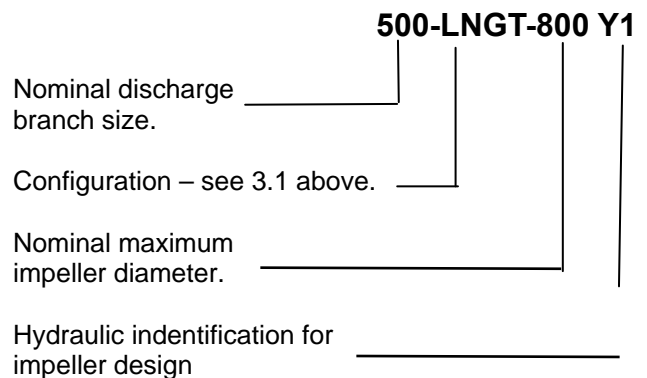 500-LNGT-800 Y1
Nominal discharge
branch size.
Configuration – see 3.1 above.
Nominal maximum
impeller diameter.
Hydraulic indentification for
impeller design